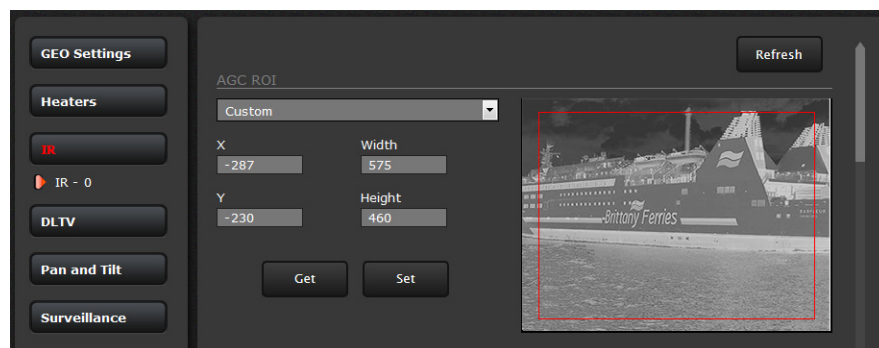 GEO Settings
Heaters
IR
IR - 0
DLTV
Pan and Tilt
Surveillance
Refresh
AGC ROI
Custom
X
Width
-287
575
Y
Height
-230
460
Get
Set
Brittany Ferries